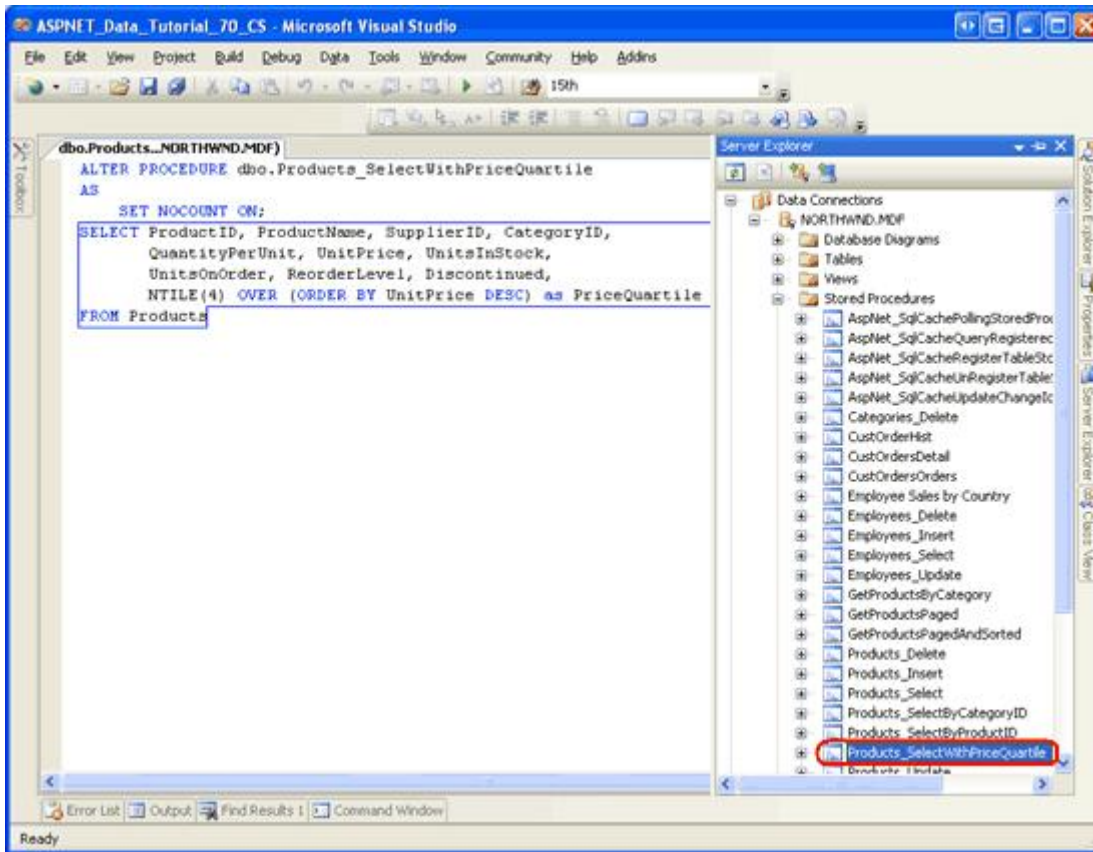 ASPNET_Data_Tutorial_70_CS - Microsoft Visual Studio
File Edit View Project Build Debug Data Tools Window Community Help Addins
15th
Toolbox
dbo.Products...NORTHWND.MDF)
ALTER PROCEDURE dbo.Products_SelectWithPriceQuartile
AS
SET NOCOUNT ON;
SELECT ProductID, ProductName, SupplierID, CategoryID,
QuantityPerUnit, UnitPrice, UnitsInStock,
UnitsOnOrder, ReorderLevel, Discontinued,
NTILE(4) OVER (ORDER BY UnitPrice DESC) as PriceQuartile
FROM Products
Server Explorer
Data Connections
NORTHWND.MDF
Database Diagrams
Tables
Views
Stored Procedures
AspNet_SqlCachePollingStoredProc
AspNet_SqlCacheQueryRegisterec
AspNet_SqlCacheRegisterTableStc
AspNet_SqlCacheUnRegisterTable
AspNet_SqlCacheUpdateChangeIc
Categories_Delete
CustOrderHist
CustOrdersDetail
CustOrdersOrders
Employee Sales by Country
Employees_Delete
Employees_Insert
Employees_Select
Employees_Update
GetProductsByCategory
GetProductsPaged
GetProductsPagedAndSorted
Products_Delete
Products_Insert
Products_Select
Products_SelectByCategoryID
Products_SelectByProductID
Products_SelectWithPriceQuartile
Products_Update
Solution Explorer
Properties
Server Explorer
Class View
Error List Output Find Results 1 Command Window
Ready